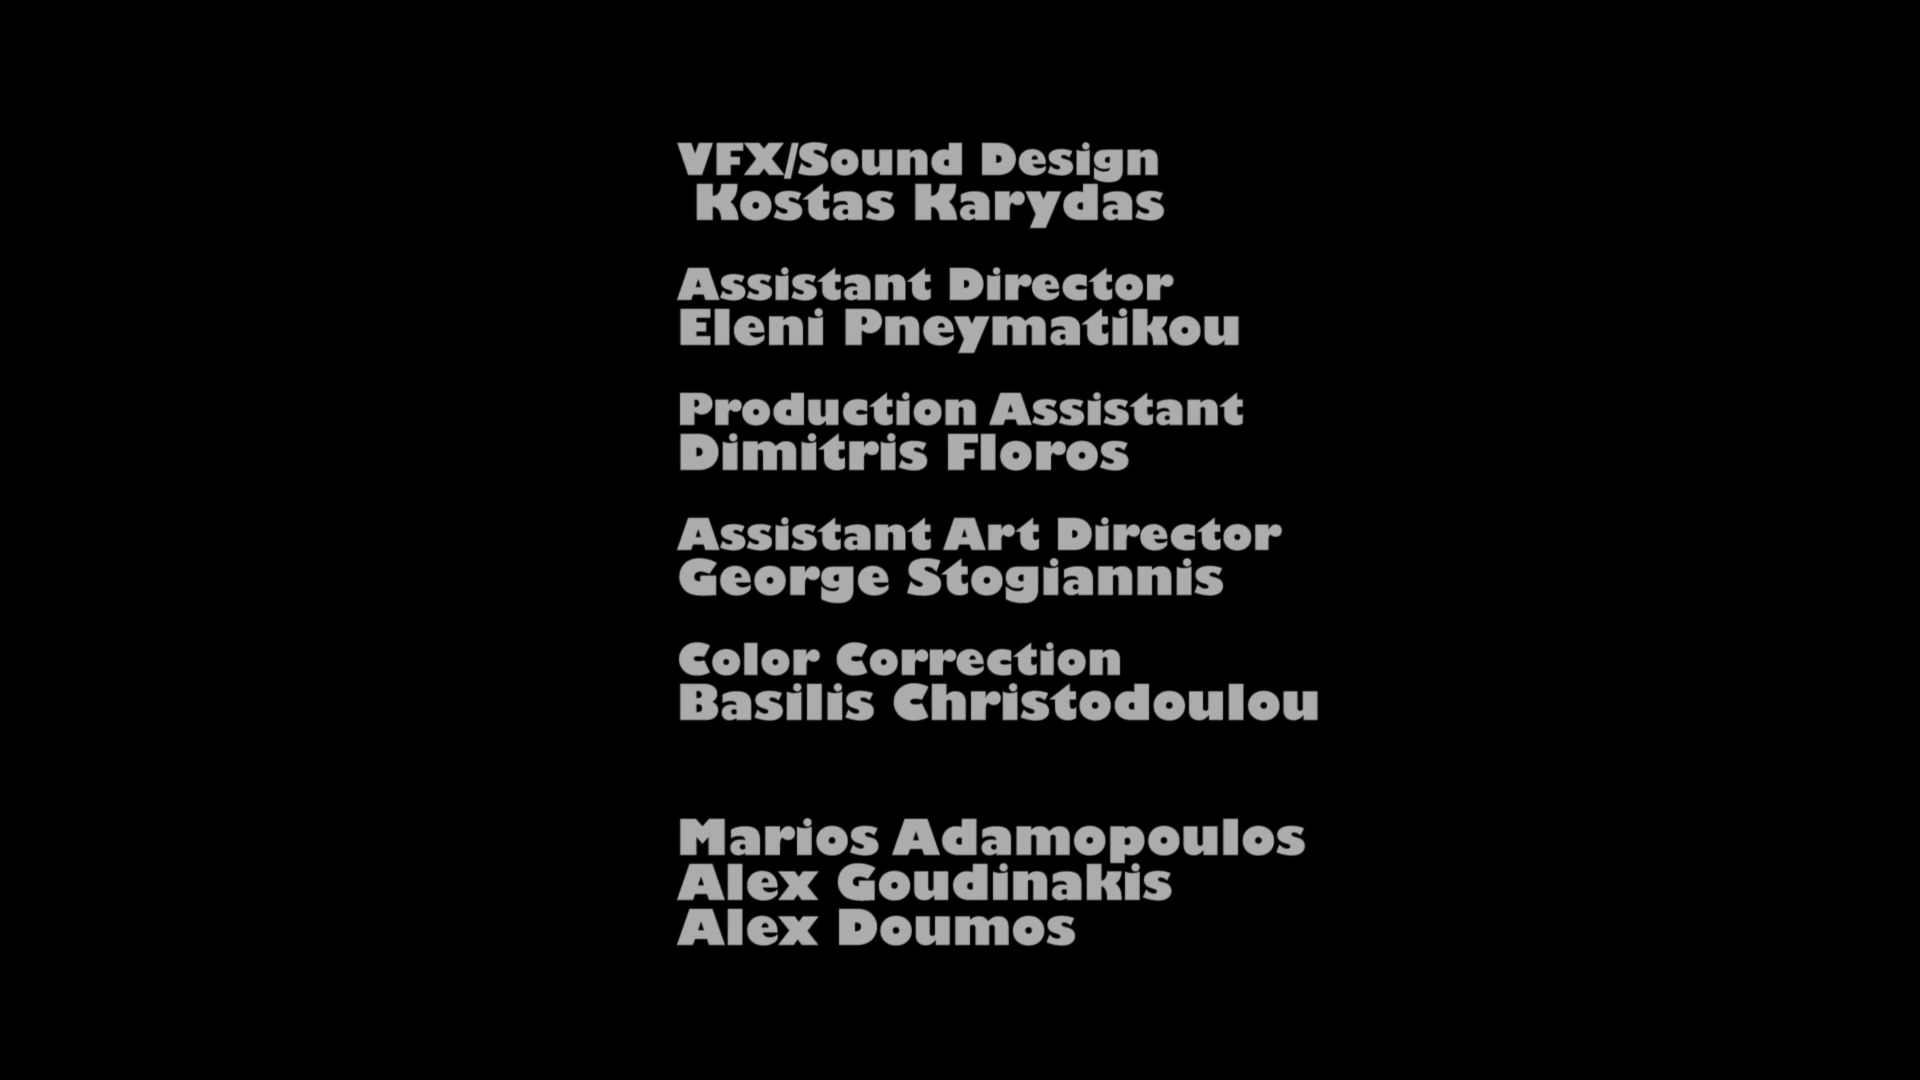 VFX/Sound Design
Kostas Karydas
Assistant Director
Eleni Pneymatikou
Production Assistant
Dimitris Floros
Assistant Art Director
George Stogiannis
Color Correction
Basilis Christodoulou
Marios Adamopoulos
Alex Goudinakis
Alex Doumos